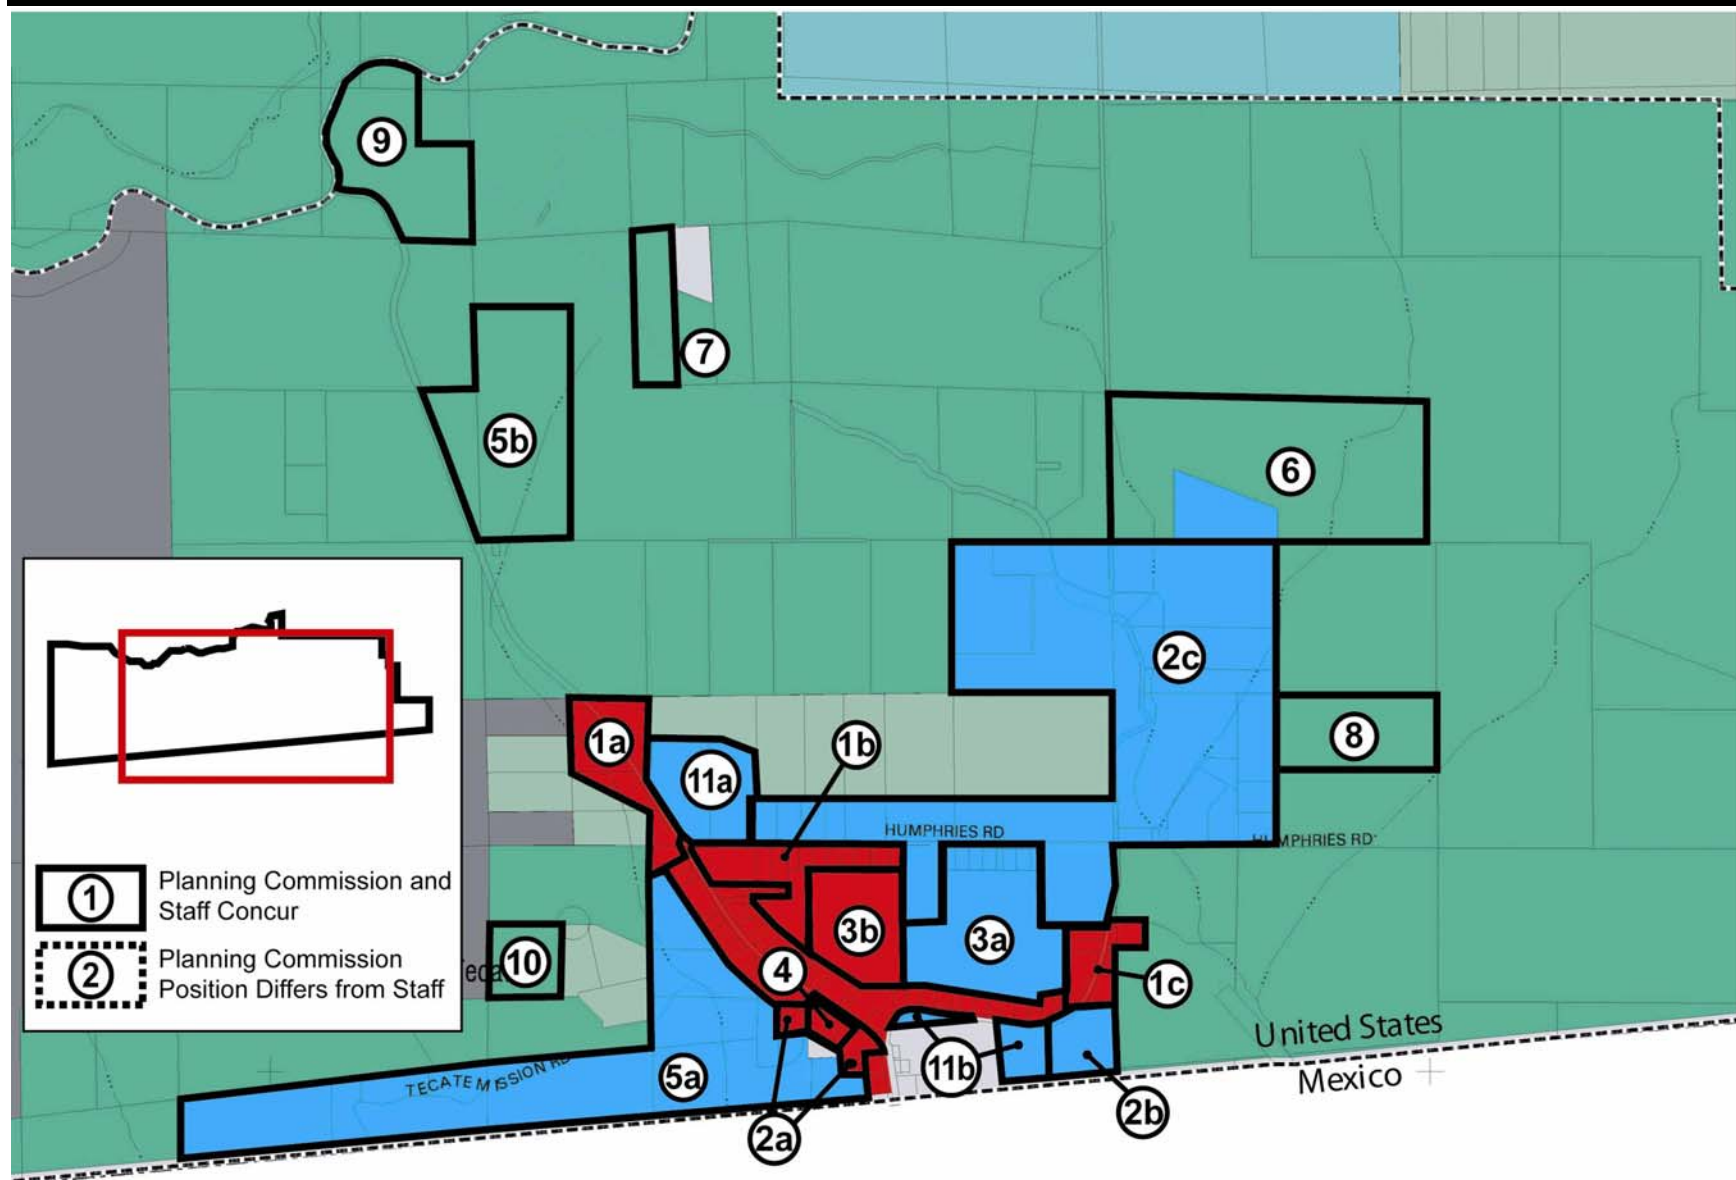 9
7
5b
6
2c
8
1a
1b
11a
HUMPHRIES RD
HUMPHRIES RD
1
Planning Commission and
Staff Concur
2
Planning Commission
Position Differs from Staff
3b
3a
4
10
1c
United States
Mexico
TECATE MISSION RD
5a
11b
2a
2b